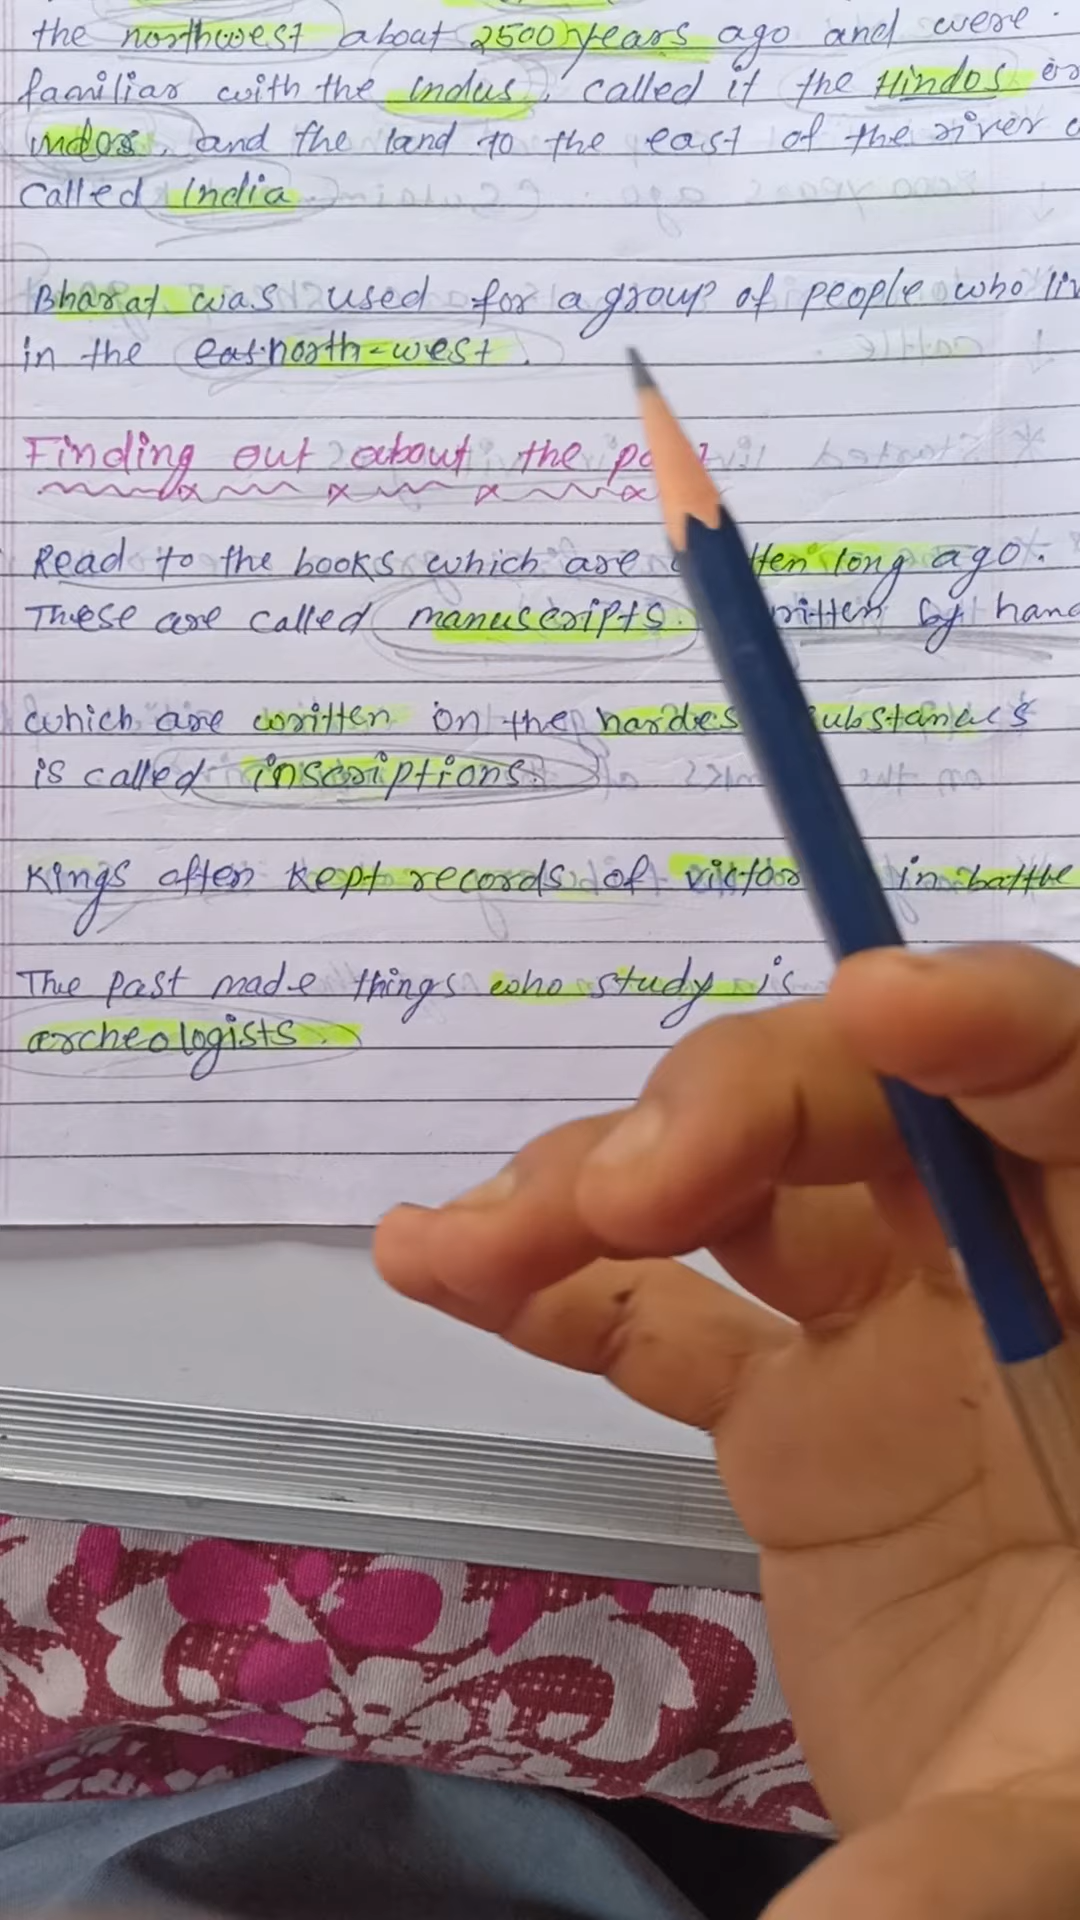 the northwest about 2500 years ago and were
familiar with the Indus, called it the Hindos or
indos, and the land to the east of the river
called India
Bharat was used for a group of people who
in the north-west.
Finding out about the
Read to the books which are long ago.
These are called manuscripts. by hand
which are written on the substances
is called inscriptions.
Kings often kept records of in batthe
The past made things who study is
archeologists.